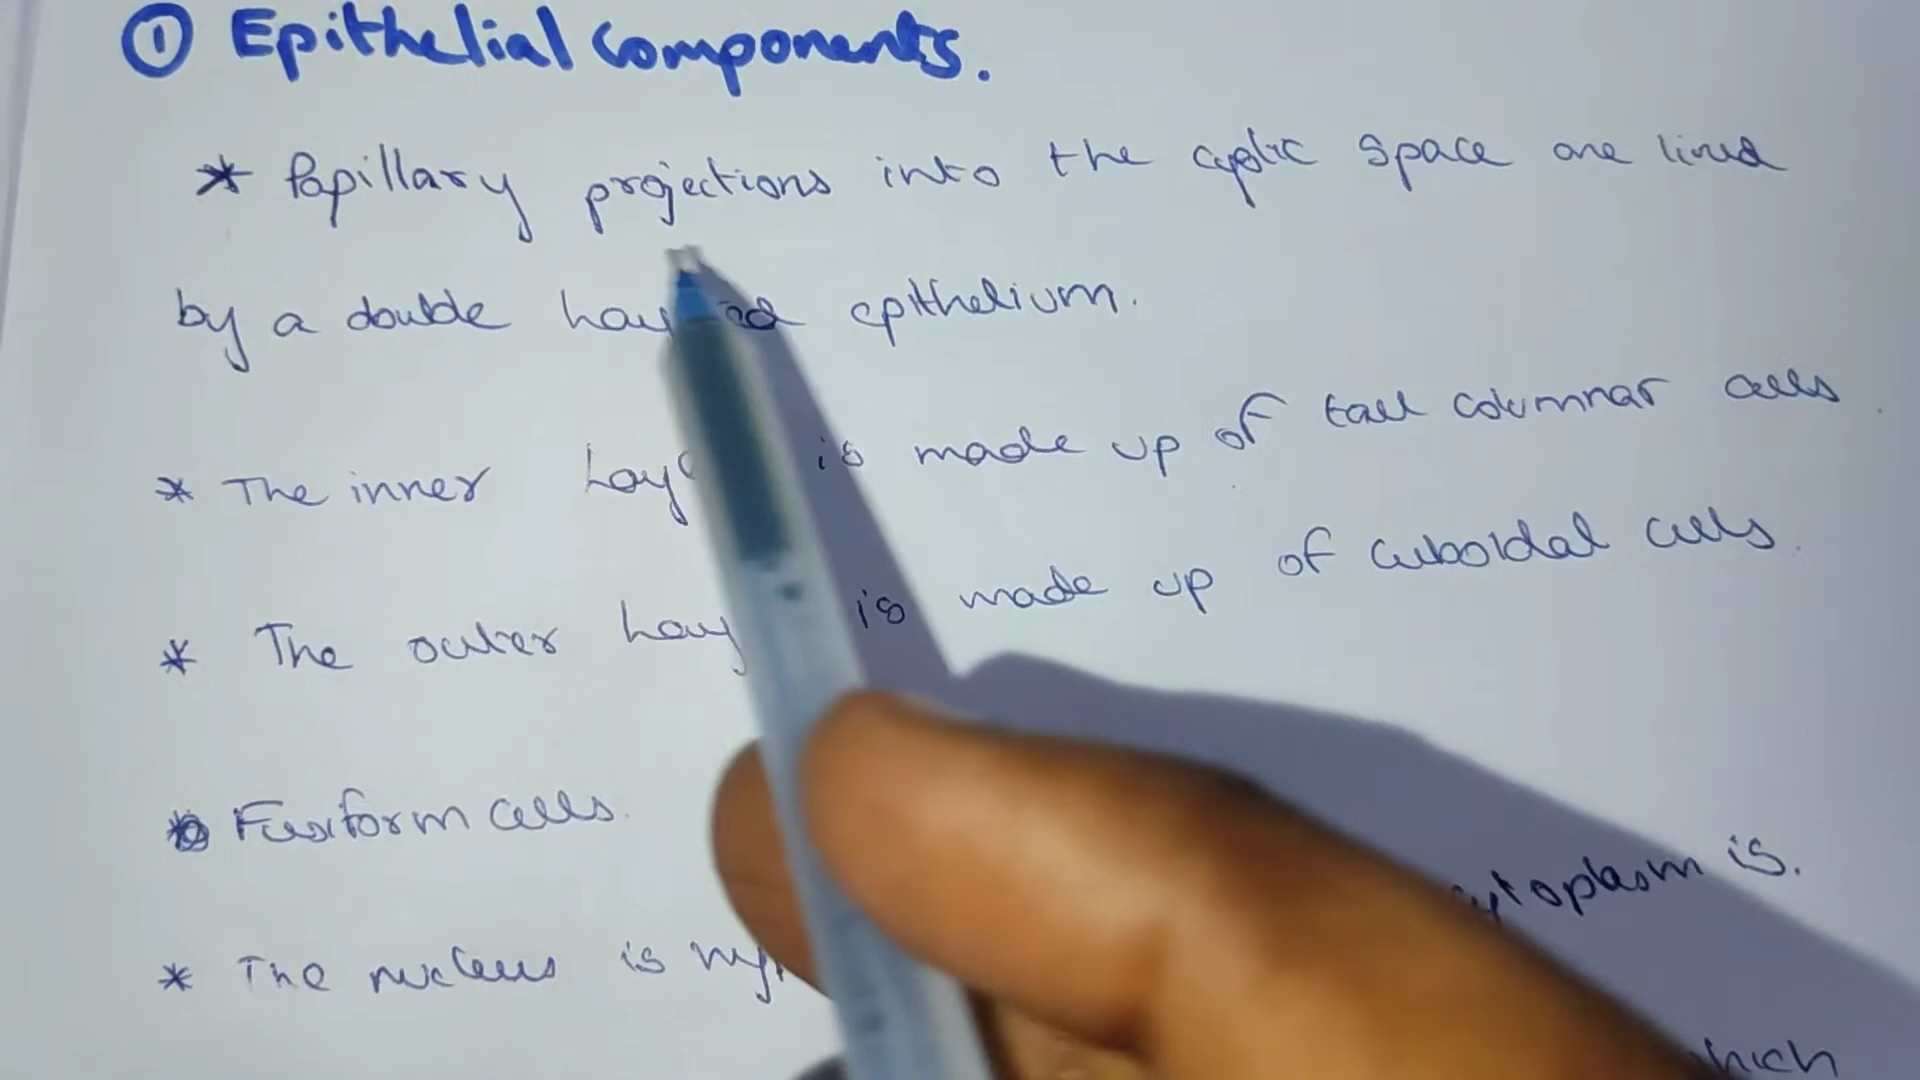 ① Epithelial Components.
* Papillary projections into the cystic space are lined
by a double epithelium.
* The inner is made up of tall columnar cells.
* The outer is made up of cuboidal cells.
* Fusiform cells.
cytoplasm is.
* The nucleus is
which